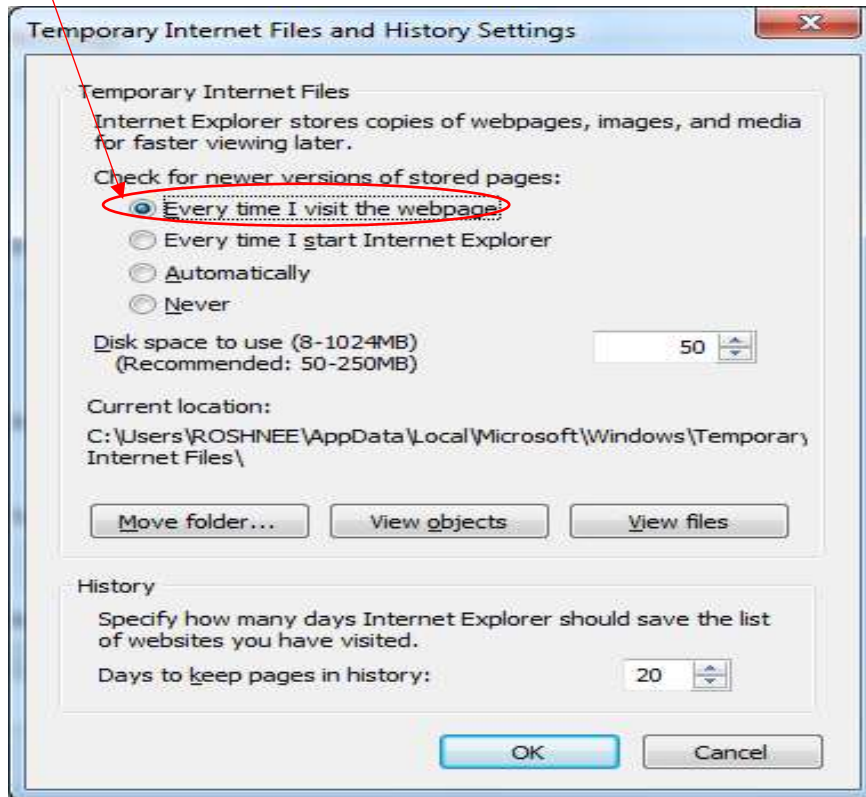 Temporary Internet Files and History Settings
Temporary Internet Files
Internet Explorer stores copies of webpages, images, and media
for faster viewing later.
Check for newer versions of stored pages:
Every time I visit the webpage
Every time I start Internet Explorer
Automatically
Never
Disk space to use (8-1024MB) 50
(Recommended: 50-250MB)
Current location:
C:\Users\ROSHNEE\AppData\Local\Microsoft\Windows\Temporary
Internet Files\
Move folder... View objects View files
History
Specify how many days Internet Explorer should save the list
of websites you have visited.
Days to keep pages in history: 20
OK Cancel